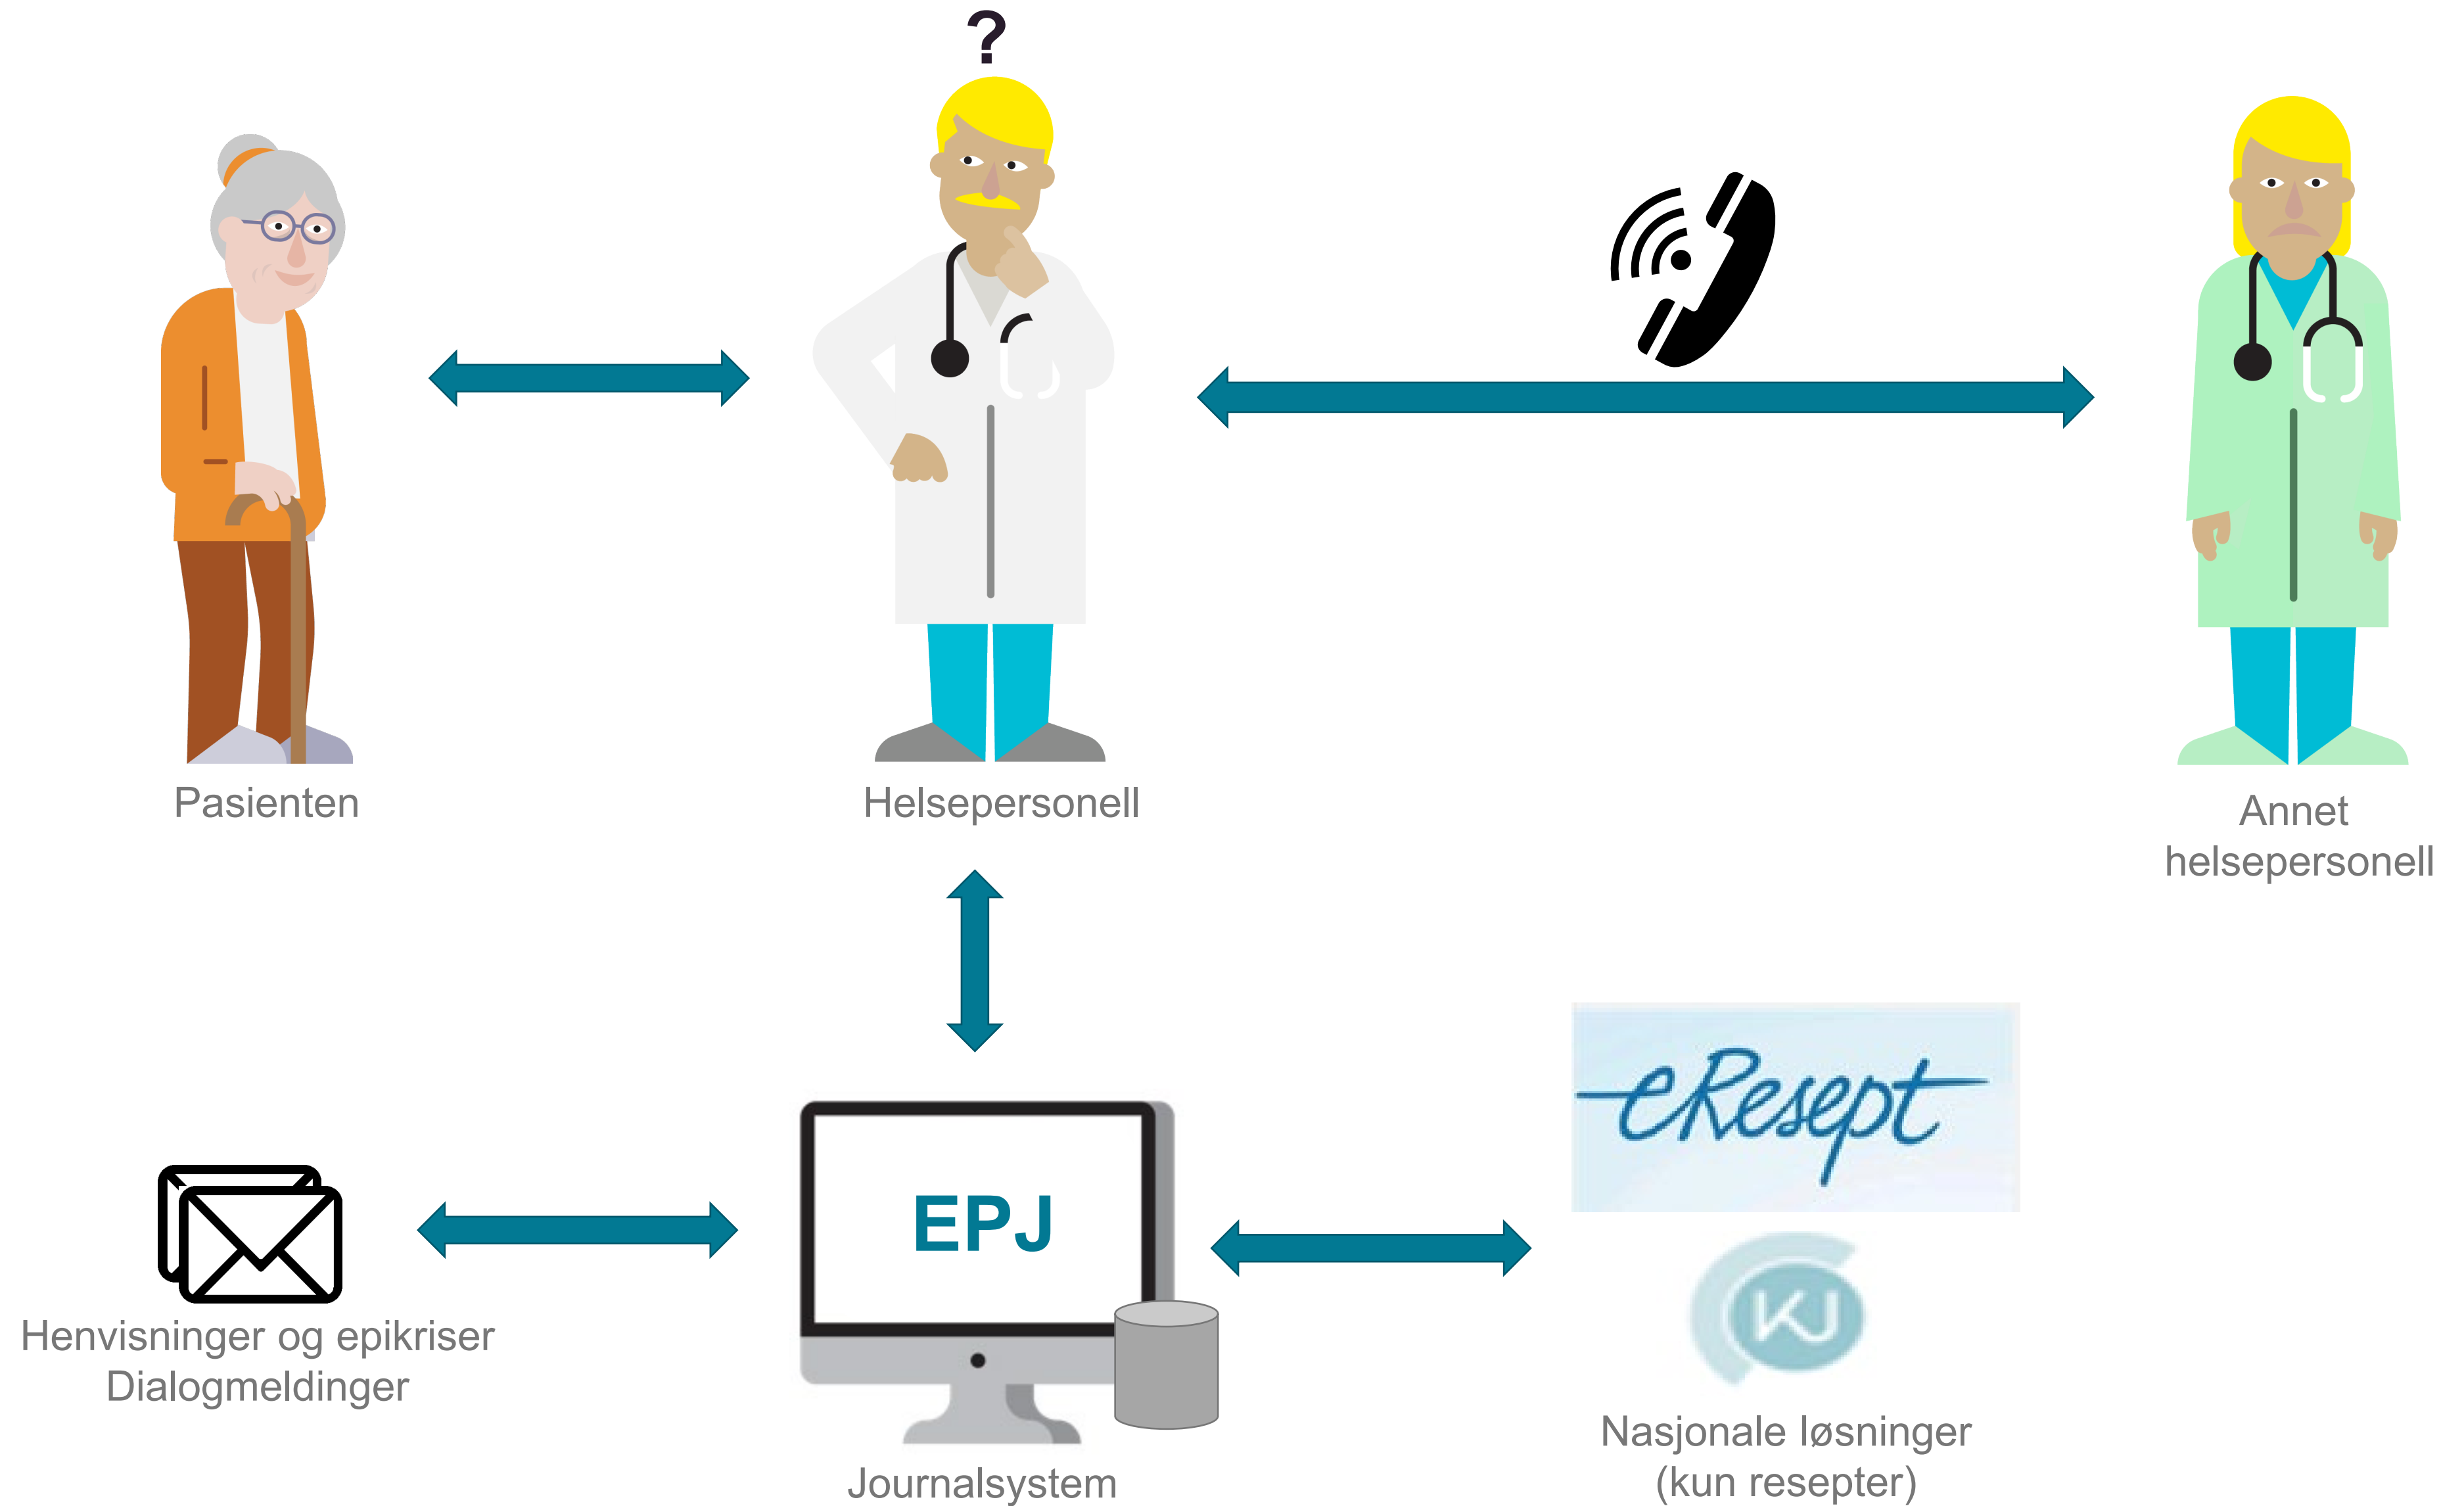 ?
Pasienten
Helsepersonell
Annet
helsepersonell
EPJ
eResept
KJ
Henvisninger og epikriser
Dialogmeldinger
Journalsystem
Nasjonale løsninger
(kun resepter)